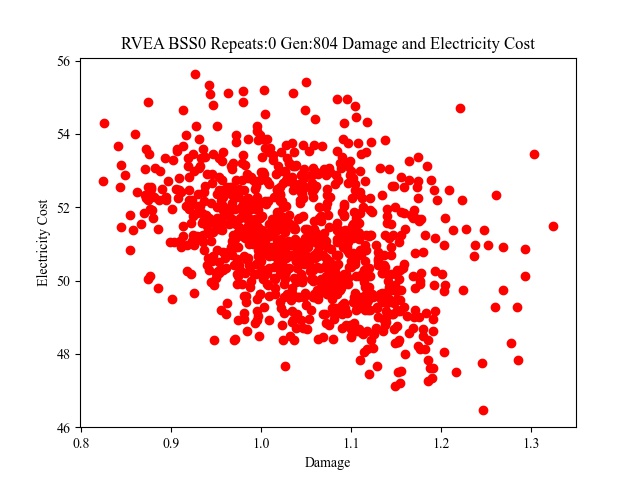 RVEA BSS0 Repeats:0 Gen:804 Damage and Electricity Cost
56
54
52
50
48
46
Electricity Cost
0.8 0.9 1.0 1.1 1.2 1.3
Damage